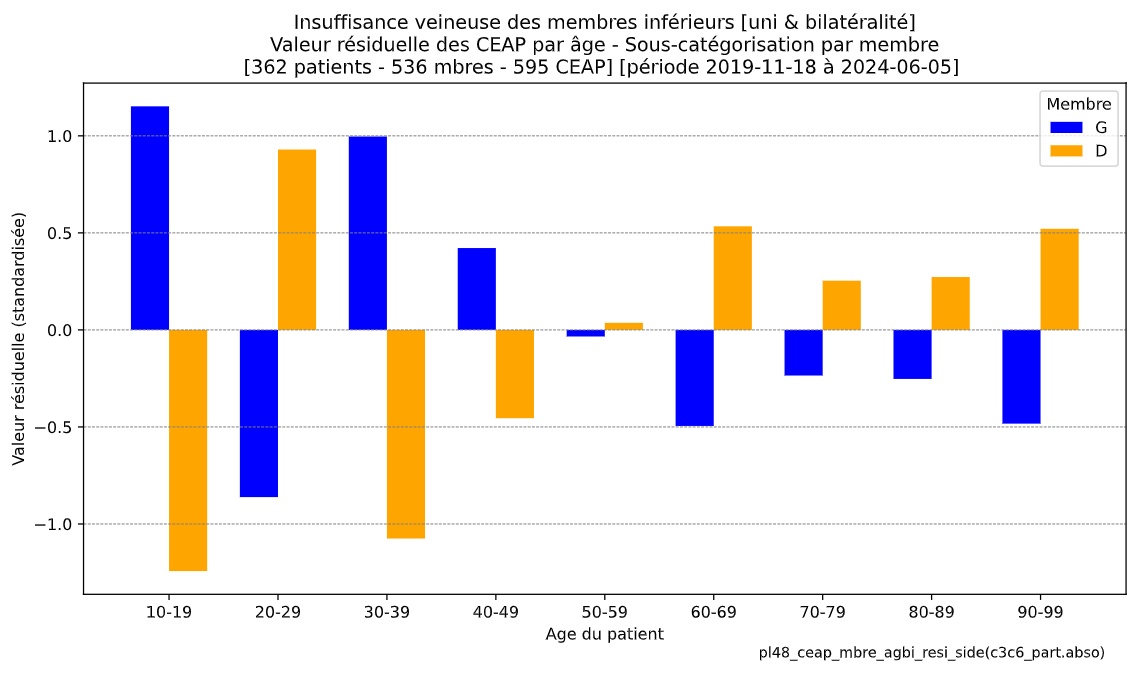 Insuffisance veineuse des membres inférieurs [uni & bilatéralité]
Valeur résiduelle des CEAP par âge - Sous-catégorisation par membre
[362 patients - 536 mbres - 595 CEAP] [période 2019-11-18 à 2024-06-05]
Membre
G
D
Valeur résiduelle (standardisée)
1.0
0.5
0.0
−0.5
−1.0
10-19 20-29 30-39 40-49 50-59 60-69 70-79 80-89 90-99
Age du patient
pl48_ceap_mbre_agbi_resi_side(c3c6_part.abso)